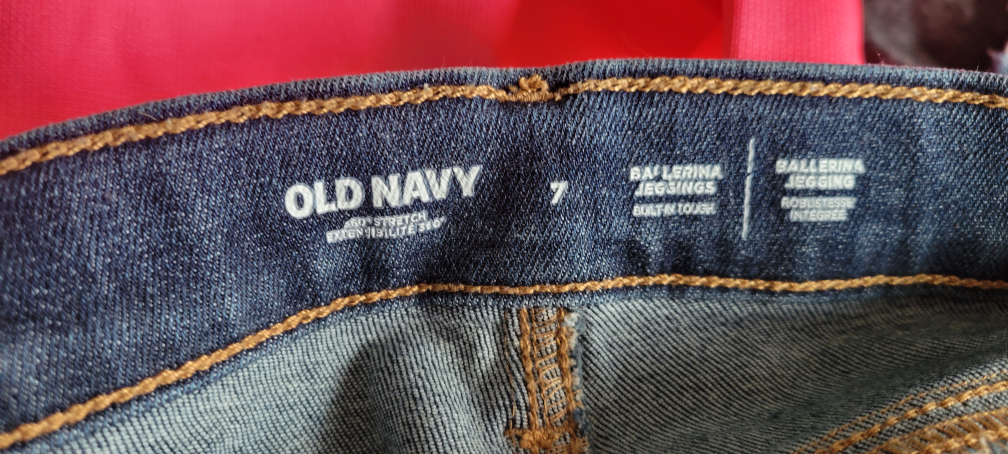 OLD NAVY
360° STRETCH
EXTENSIBILITÉ 360°
7
BALLERINA
JEGGINGS
BUILT-IN TOUGH
BALLERINA
JEGGING
ROBUSTESSE
INTÉGRÉE